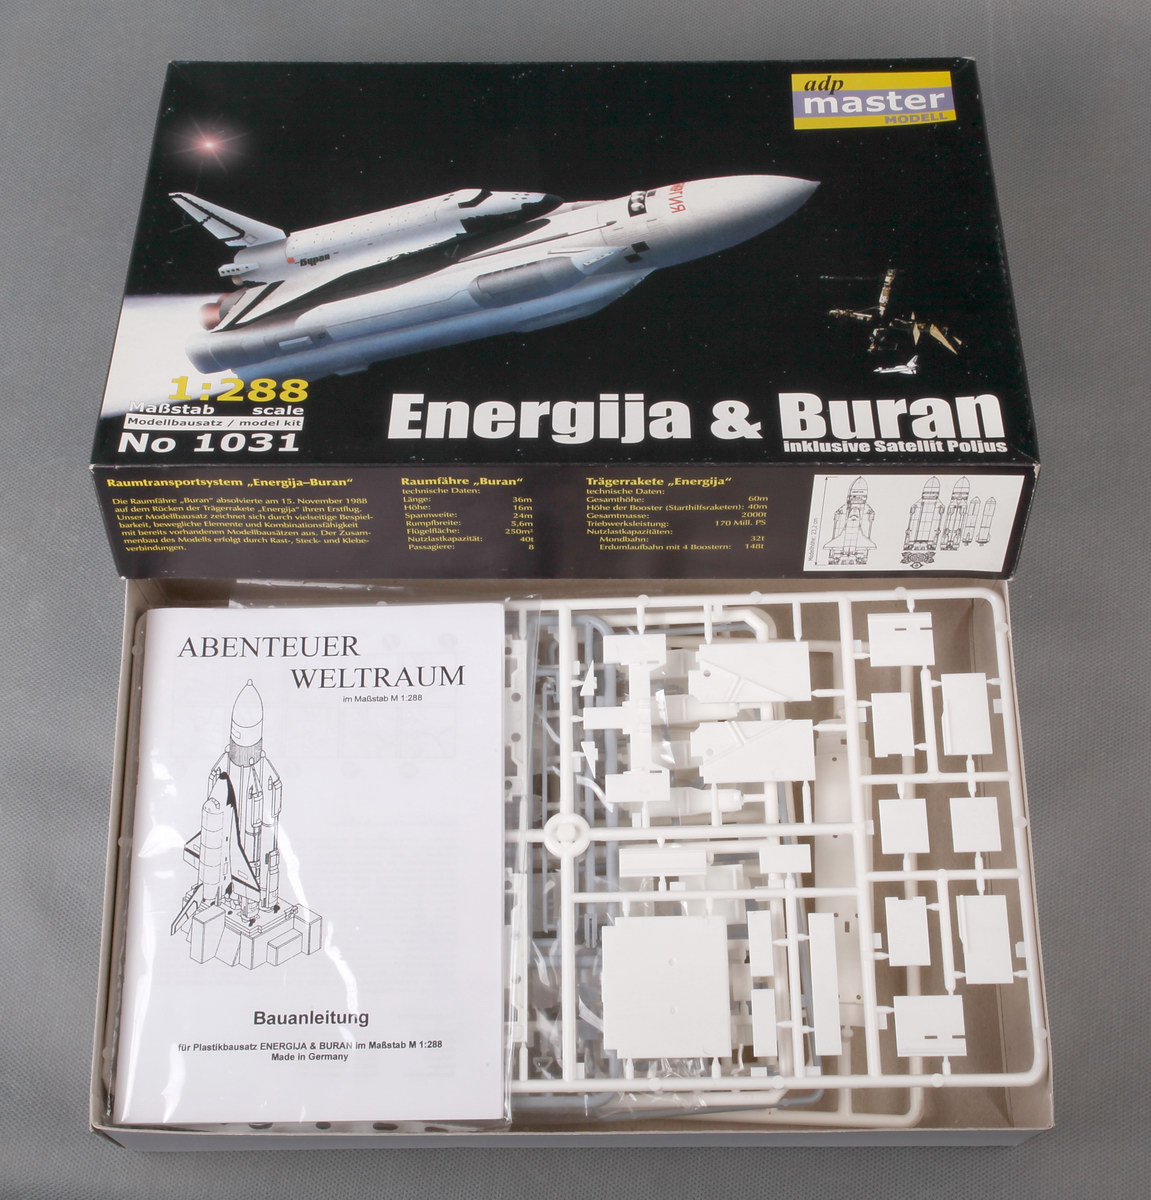 adp
master
MODELL
ЭНЕРГИЯ
Буран
1:288
Maßstab scale
Modellbausatz / model kit
No 1031
Energija & Buran
inklusive Satellit Poljus
Raumtransportsystem „Energija–Buran“
Die Raumfähre „Buran“ absolvierte am 15. November 1988
auf dem Rücken der Trägerrakete „Energija“ ihren Erstflug.
Unser Modellbausatz zeichnet sich durch vielseitige Bespiel-
barkeit, bewegliche Elemente und Kombinationsfähigkeit
mit bereits vorhandenen Modellbausätzen aus. Der Zusam-
menbau des Modells erfolgt durch Rast-, Steck- und Klebe-
verbindungen.
Raumfähre „Buran“
technische Daten:
Länge: 36m
Höhe: 16m
Spannweite: 24m
Rumpfbreite: 5,6m
Flügelfläche: 250m²
Nutzlastkapazität: 40t
Passagiere: 8
Trägerrakete „Energija“
technische Daten:
Gesamthöhe: 60m
Höhe der Booster (Starthilfsraketen): 40m
Gesamtmasse: 2000t
Triebwerksleistung: 170 Mill. PS
Nutzlastkapazitäten:
Mondbahn: 32t
Erdumlaufbahn mit 4 Boostern: 148t
ABENTEUER
WELTRAUM
im Maßstab M 1:288
Bauanleitung
für Plastikbausatz ENERGIJA & BURAN im Maßstab M 1:288
Made in Germany